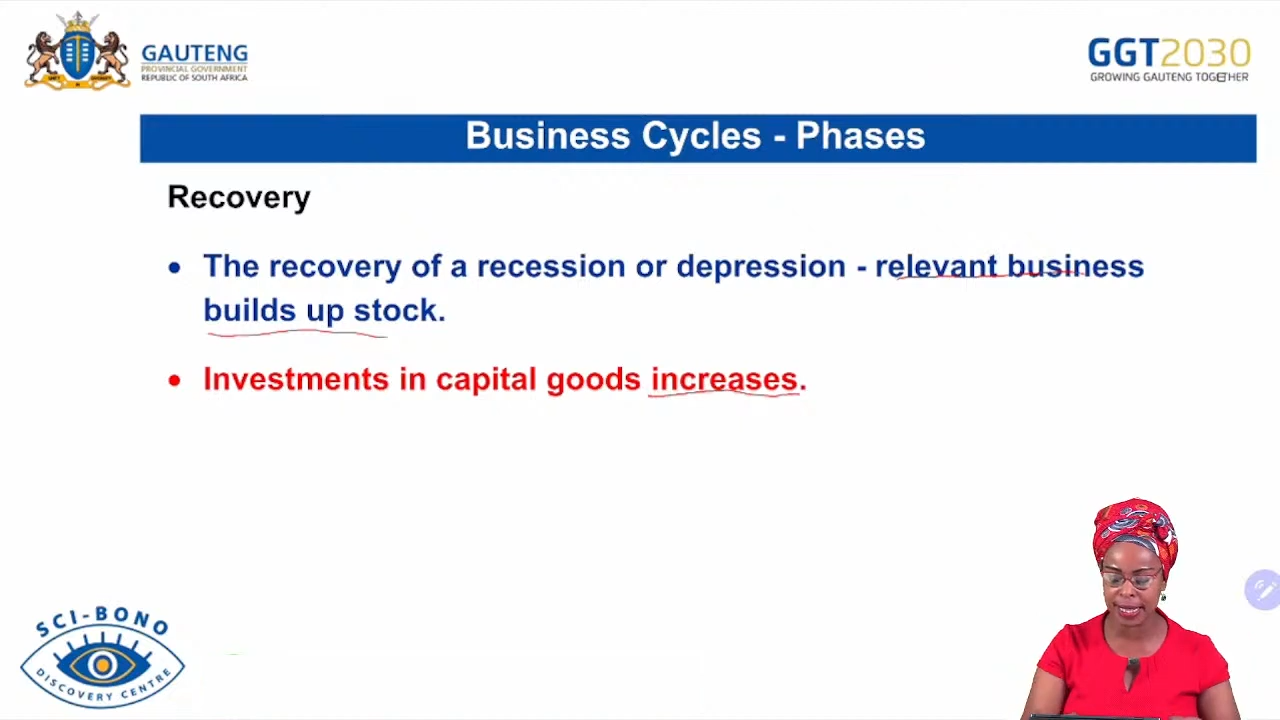 GAUTENG
PROVINCIAL GOVERNMENT
REPUBLIC OF SOUTH AFRICA
GGT2030
GROWING GAUTENG TOGETHER
Business Cycles - Phases
Recovery
• The recovery of a recession or depression - relevant business
builds up stock.
• Investments in capital goods increases.
SCI-BONO
DISCOVERY CENTRE